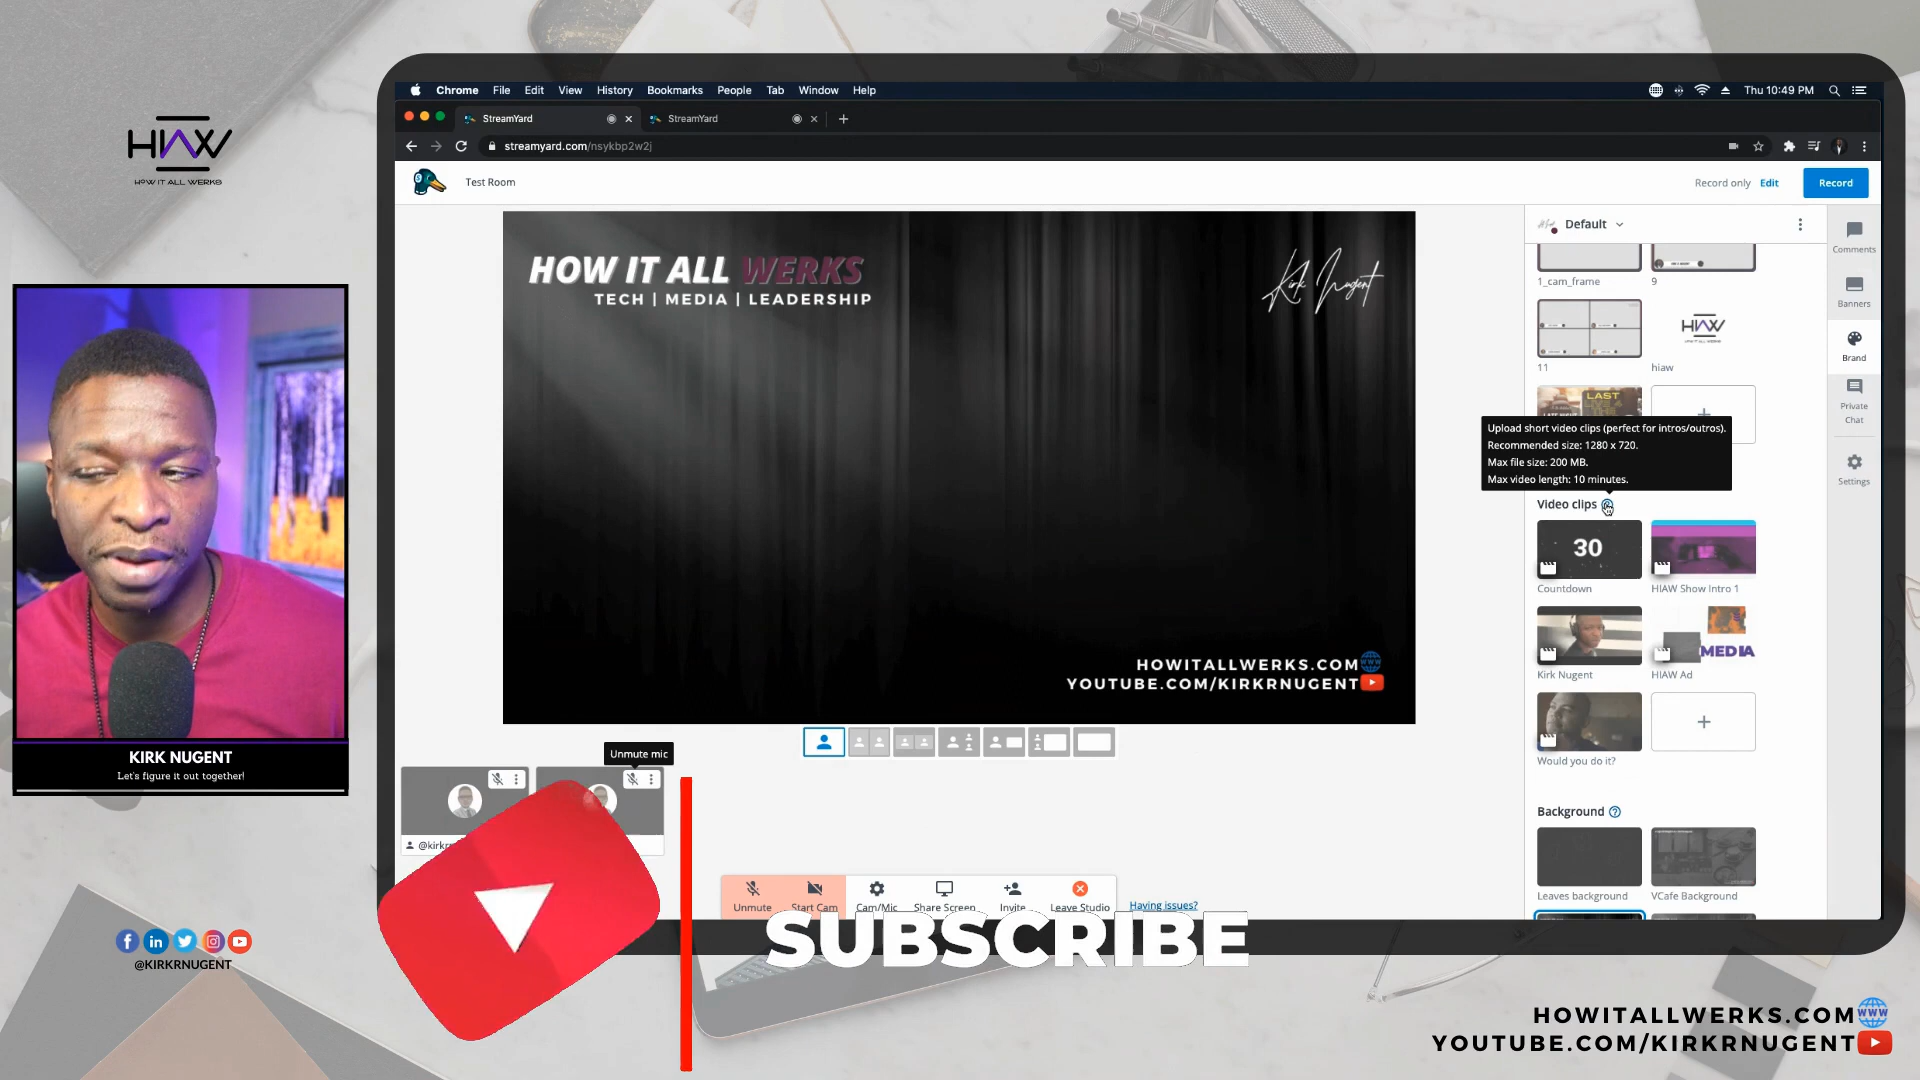 HIAW
HOW IT ALL WERKS
KIRK NUGENT
Let's figure it out together!
@KIRKRNUGENT
Chrome File Edit View History Bookmarks People Tab Window Help
Thu 10:49 PM
StreamYard
StreamYard
streamyard.com/nsykbp2w2j
Test Room
Record only Edit Record
HOW IT ALL WERKS
TECH | MEDIA | LEADERSHIP
Kirk Nugent
HOWITALLWERKS.COM
YOUTUBE.COM/KIRKRNUGENT
Default
1_cam_frame 9
HIAW
11 hiaw
LAST
Upload short video clips (perfect for intros/outros).
Recommended size: 1280 x 720.
Max file size: 200 MB.
Max video length: 10 minutes.
Video clips
30
Countdown HIAW Show Intro 1
MEDIA
Kirk Nugent HIAW Ad
Would you do it?
Background
Leaves background VCafe Background
Comments
Banners
Brand
Private
Chat
Settings
Unmute mic
Unmute Start Cam Cam/Mic Share Screen Invite Leave Studio Having issues?
SUBSCRIBE
HOWITALLWERKS.COM
YOUTUBE.COM/KIRKRNUGENT